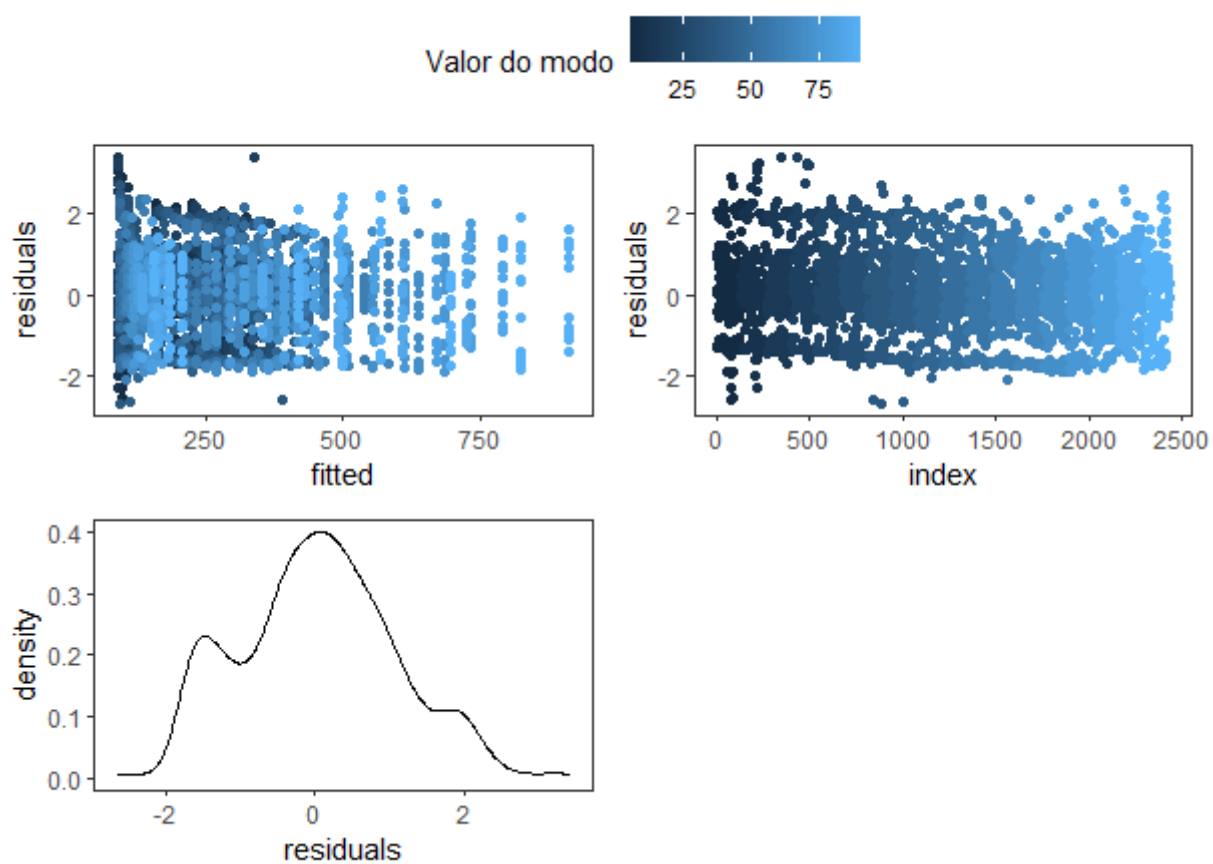 Valor do modo
25 50 75
residuals
2
0
-2
250 500 750
fitted
residuals
2
0
-2
0 500 1000 1500 2000 2500
index
density
0.4
0.3
0.2
0.1
0.0
-2 0 2
residuals